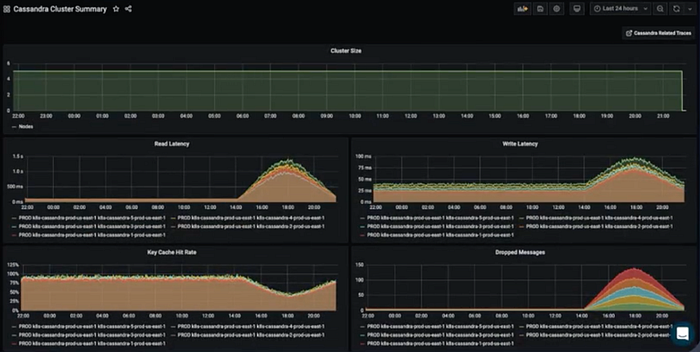 Cassandra Cluster Summary
Last 24 hours
Cassandra Related Traces
Cluster Size
6
4
2
0
22:00 23:00 00:00 01:00 02:00 03:00 04:00 05:00 06:00 07:00 08:00 09:00 10:00 11:00 12:00 13:00 14:00 15:00 16:00 17:00 18:00 19:00 20:00 21:00
Nodes
Read Latency
1.5 s
1.0 s
500 ms
0 ms
22:00 00:00 02:00 04:00 06:00 08:00 10:00 12:00 14:00 16:00 18:00 20:00
PROD k8s-cassandra-prod-us-east-1 k8s-cassandra-5-prod-us-east-1 PROD k8s-cassandra-prod-us-east-1 k8s-cassandra-4-prod-us-east-1
PROD k8s-cassandra-prod-us-east-1 k8s-cassandra-3-prod-us-east-1 PROD k8s-cassandra-prod-us-east-1 k8s-cassandra-2-prod-us-east-1
PROD k8s-cassandra-prod-us-east-1 k8s-cassandra-1-prod-us-east-1
Write Latency
100 ms
75 ms
50 ms
25 ms
0 ms
22:00 00:00 02:00 04:00 06:00 08:00 10:00 12:00 14:00 16:00 18:00 20:00
PROD k8s-cassandra-prod-us-east-1 k8s-cassandra-5-prod-us-east-1 PROD k8s-cassandra-prod-us-east-1 k8s-cassandra-4-prod-us-east-1
PROD k8s-cassandra-prod-us-east-1 k8s-cassandra-3-prod-us-east-1 PROD k8s-cassandra-prod-us-east-1 k8s-cassandra-2-prod-us-east-1
PROD k8s-cassandra-prod-us-east-1 k8s-cassandra-1-prod-us-east-1
Key Cache Hit Rate
125%
100%
75%
50%
25%
0%
22:00 00:00 02:00 04:00 06:00 08:00 10:00 12:00 14:00 16:00 18:00 20:00
PROD k8s-cassandra-prod-us-east-1 k8s-cassandra-5-prod-us-east-1 PROD k8s-cassandra-prod-us-east-1 k8s-cassandra-4-prod-us-east-1
PROD k8s-cassandra-prod-us-east-1 k8s-cassandra-3-prod-us-east-1 PROD k8s-cassandra-prod-us-east-1 k8s-cassandra-2-prod-us-east-1
PROD k8s-cassandra-prod-us-east-1 k8s-cassandra-1-prod-us-east-1
Dropped Messages
150
100
50
0
22:00 00:00 02:00 04:00 06:00 08:00 10:00 12:00 14:00 16:00 18:00 20:00
PROD k8s-cassandra-prod-us-east-1 k8s-cassandra-5-prod-us-east-1 PROD k8s-cassandra-prod-us-east-1 k8s-cassandra-4-prod-us-east-1
PROD k8s-cassandra-prod-us-east-1 k8s-cassandra-3-prod-us-east-1 PROD k8s-cassandra-prod-us-east-1 k8s-cassandra-2-prod-us-east-1
PROD k8s-cassandra-prod-us-east-1 k8s-cassandra-1-prod-us-east-1